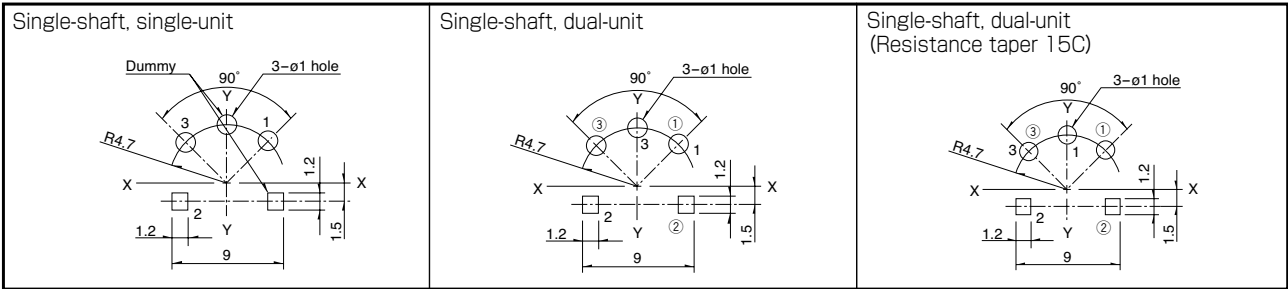 Single-shaft, single-unit
Dummy
3-ø1 hole
90°
Y
3
1
R4.7
1.2
X
X
2
1.2
Y
1.5
9
Single-shaft, dual-unit
3-ø1 hole
90°
Y
③
①
3
1
R4.7
1.2
X
X
2
②
1.2
Y
1.5
9
Single-shaft, dual-unit
(Resistance taper 15C)
3-ø1 hole
90°
Y
③
①
3
1
R4.7
1.2
X
X
2
②
1.2
Y
1.5
9